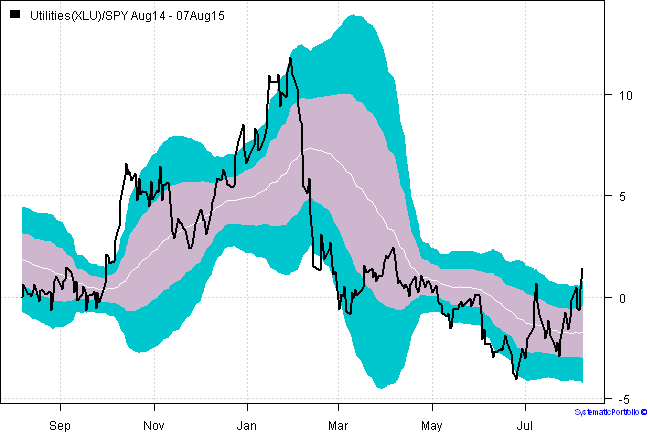 Utilities(XLU)/SPY Aug14 - 07Aug15
10
5
0
-5
Sep Nov Jan Mar May Jul
SystematicPortfolio ©